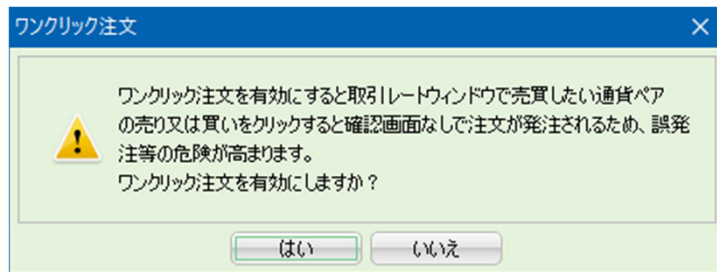 ワンクリック注文
ワンクリック注文を有効にすると取引レートウィンドウで売買したい通貨ペア
の売り又は買いをクリックすると確認画面なしで注文が発注されるため、誤発
注等の危険が高まります。
ワンクリック注文を有効にしますか？
はい
いいえ